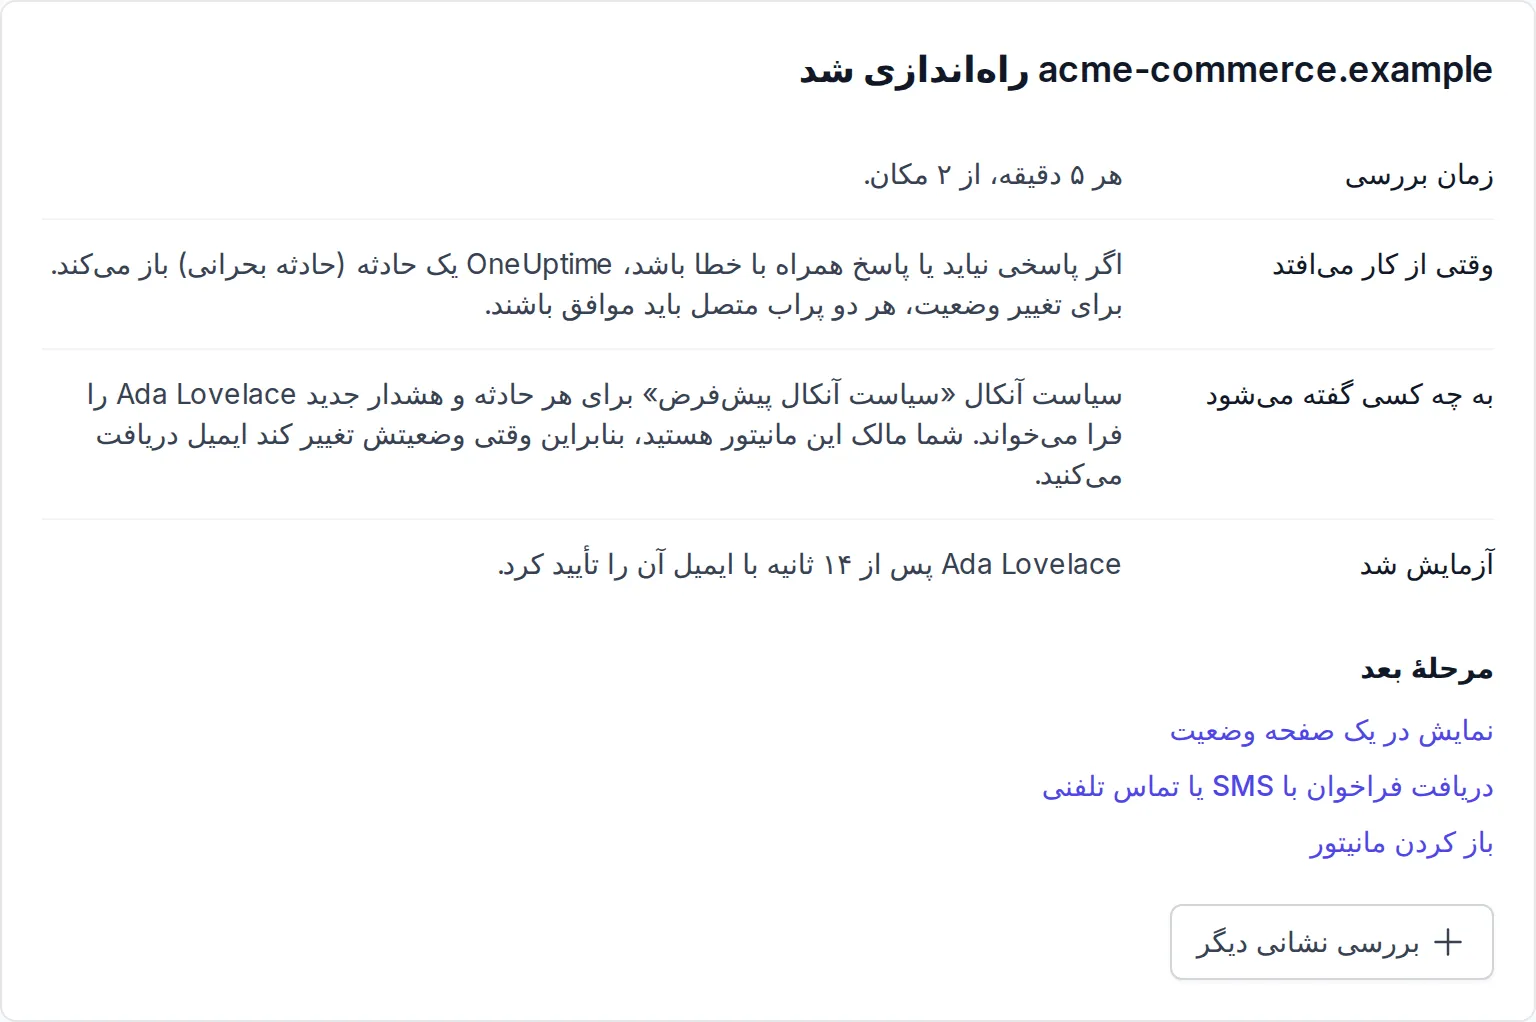 acme-commerce.example راه‌اندازی شد
زمان بررسی
هر ۵ دقیقه، از ۲ مکان.
وقتی از کار می‌افتد
اگر پاسخی نیاید یا پاسخ همراه با خطا باشد، OneUptime یک حادثه (حادثه بحرانی) باز می‌کند.
برای تغییر وضعیت، هر دو پراب متصل باید موافق باشند.
به چه کسی گفته می‌شود
سیاست آنکال «سیاست آنکال پیش‌فرض» برای هر حادثه و هشدار جدید Ada Lovelace را
فرا می‌خواند. شما مالک این مانیتور هستید، بنابراین وقتی وضعیتش تغییر کند ایمیل دریافت
می‌کنید.
آزمایش شد
Ada Lovelace پس از ۱۴ ثانیه با ایمیل آن را تأیید کرد.
مرحلهٔ بعد
نمایش در یک صفحه وضعیت
دریافت فراخوان با SMS یا تماس تلفنی
باز کردن مانیتور
بررسی نشانی دیگر